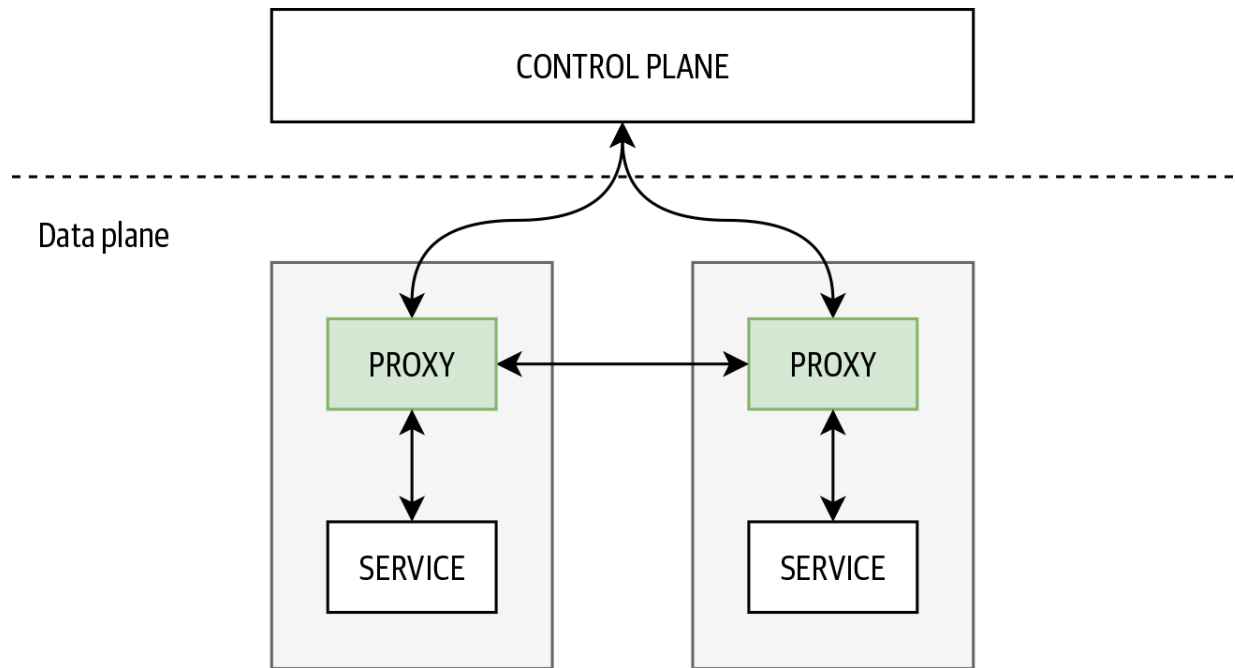 CONTROL PLANE
Data plane
PROXY
PROXY
SERVICE
SERVICE